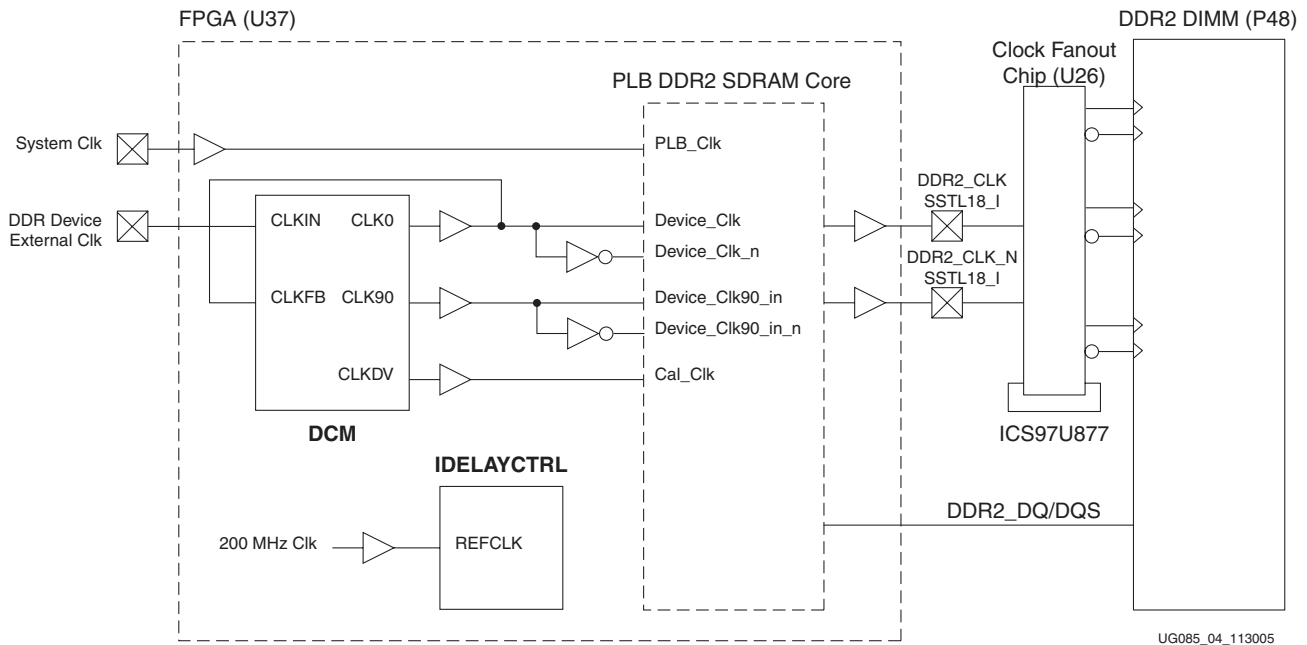 FPGA (U37)
DDR2 DIMM (P48)
Clock Fanout
Chip (U26)
PLB DDR2 SDRAM Core
System Clk
PLB_Clk
DDR2_CLK
SSTL18_I
DDR Device
External Clk
CLKIN
CLK0
Device_Clk
Device_Clk_n
DDR2_CLK_N
SSTL18_I
CLKFB
CLK90
Device_Clk90_in
Device_Clk90_in_n
CLKDV
Cal_Clk
DCM
ICS97U877
IDELAYCTRL
DDR2_DQ/DQS
200 MHz Clk
REFCLK
UG085_04_113005